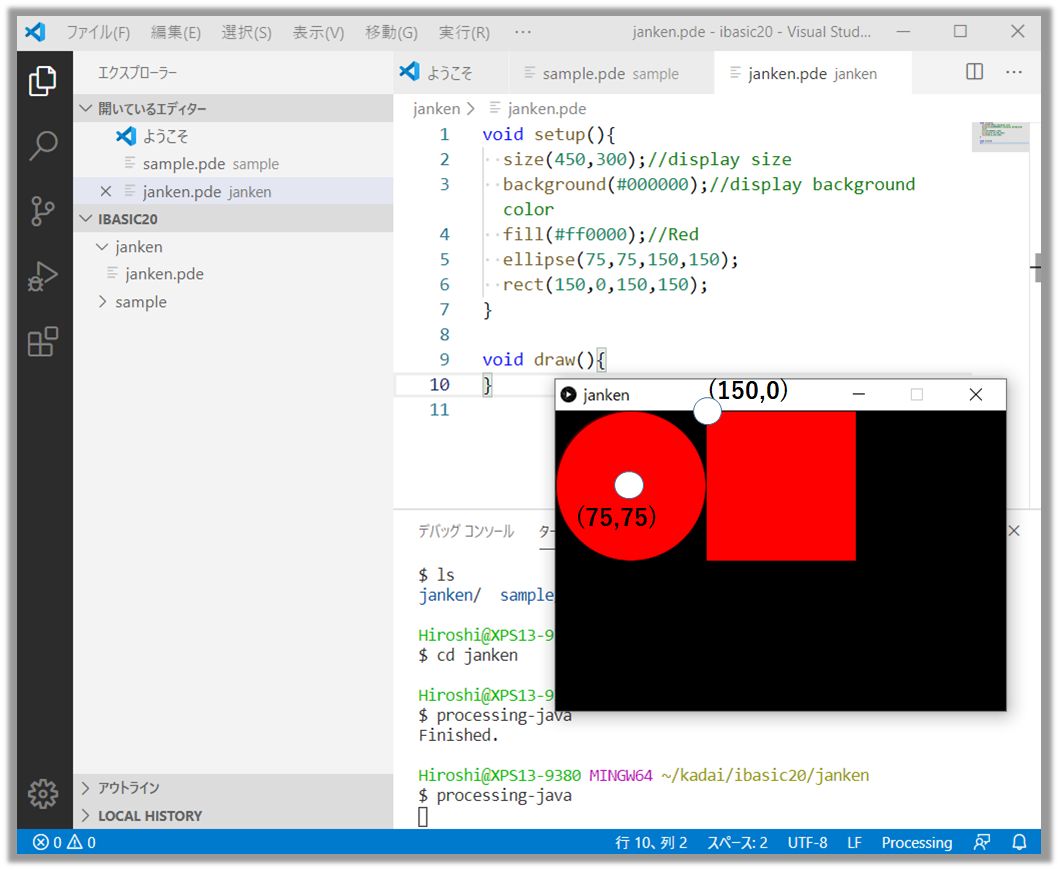 ファイル(F) 編集(E) 選択(S) 表示(V) 移動(G) 実行(R) ··· janken.pde - ibasic20 - Visual Stud...
エクスプローラー
開いているエディター
ようこそ
sample.pde sample
janken.pde janken
IBASIC20
janken
janken.pde
sample
アウトライン
LOCAL HISTORY
ようこそ sample.pde sample janken.pde janken ···
janken > janken.pde
1 void setup(){
2 size(450,300);//display size
3 background(#000000);//display background
color
4 fill(#ff0000);//Red
5 ellipse(75,75,150,150);
6 rect(150,0,150,150);
7 }
8
9 void draw(){
10 }
11
janken
(150,0)
(75,75)
デバッグ コンソール
$ ls
janken/ sample
Hiroshi@XPS13-9
$ cd janken
Hiroshi@XPS13-9
$ processing-java
Finished.
Hiroshi@XPS13-9380 MINGW64 ~/kadai/ibasic20/janken
$ processing-java
0 0 行 10、列 2 スペース: 2 UTF-8 LF Processing